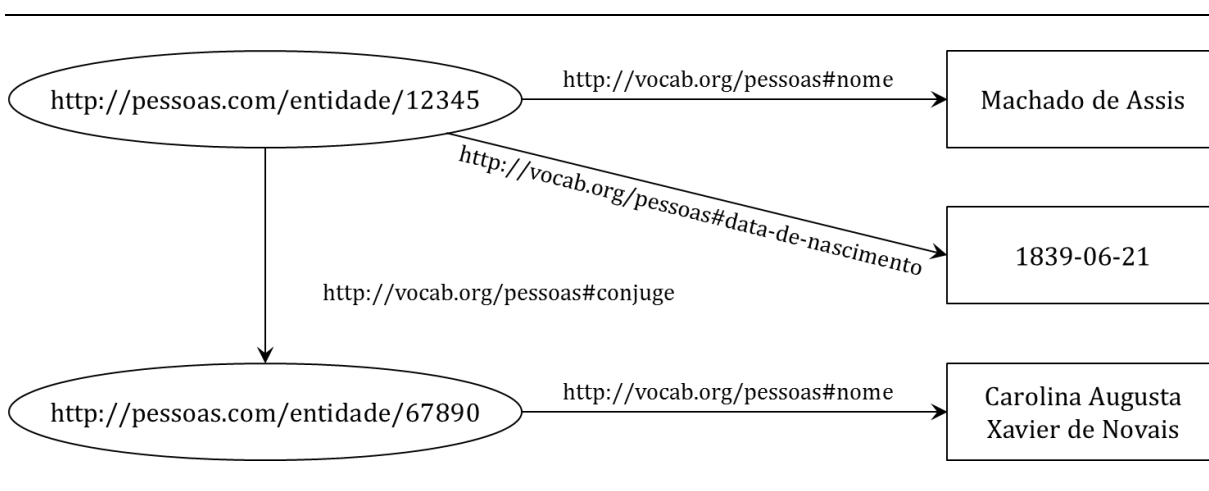 http://pessoas.com/entidade/12345
http://vocab.org/pessoas#nome
Machado de Assis
http://vocab.org/pessoas#data-de-nascimento
1839-06-21
http://vocab.org/pessoas#conjuge
http://pessoas.com/entidade/67890
http://vocab.org/pessoas#nome
Carolina Augusta
Xavier de Novais